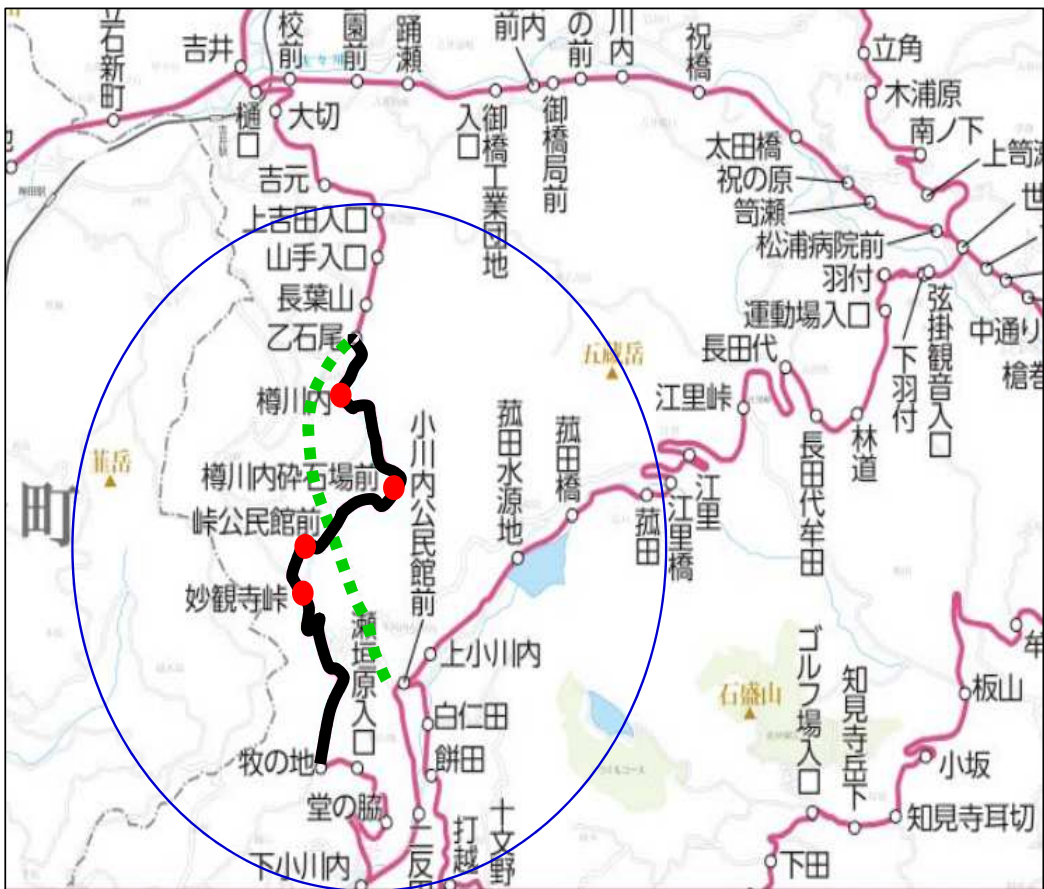 立石新町
吉井
校前
園前
踊瀬
前内
の前
川内
祝橋
立角
木浦原
南ノ下
上筒瀬
樋口
大切
御橋工業団地入口
御橋局前
太田橋
祝の原
筒瀬
松浦病院前
吉元
上吉田入口
山手入口
長葉山
乙石尾
羽付
運動場入口
下羽付
弦掛観音入口
中通り
五蔵岳
長田代
江里峠
長田代牟田
林道
樽川内
小川内公民館前
菰田水源地
菰田橋
菰田
江里橋
江里
韮岳
町
樽川内砕石場前
峠公民館前
妙観寺峠
瀬垣原入口
上小川内
白仁田
餅田
石盛山
ゴルフ場入口
知見寺岳下
板山
小坂
知見寺耳切
牧の地
堂の脇
下小川内
二反田
打越
十文野
下田